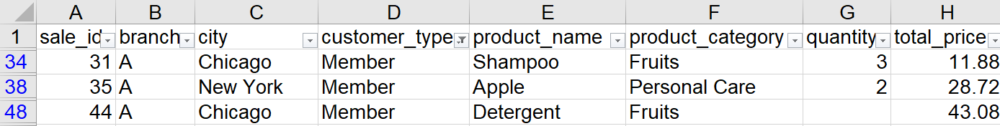 A B C D E F G H
1 sale_id branch city customer_type product_name product_category quantity total_price
34 31 A Chicago Member Shampoo Fruits 3 11.88
38 35 A New York Member Apple Personal Care 2 28.72
48 44 A Chicago Member Detergent Fruits 43.08